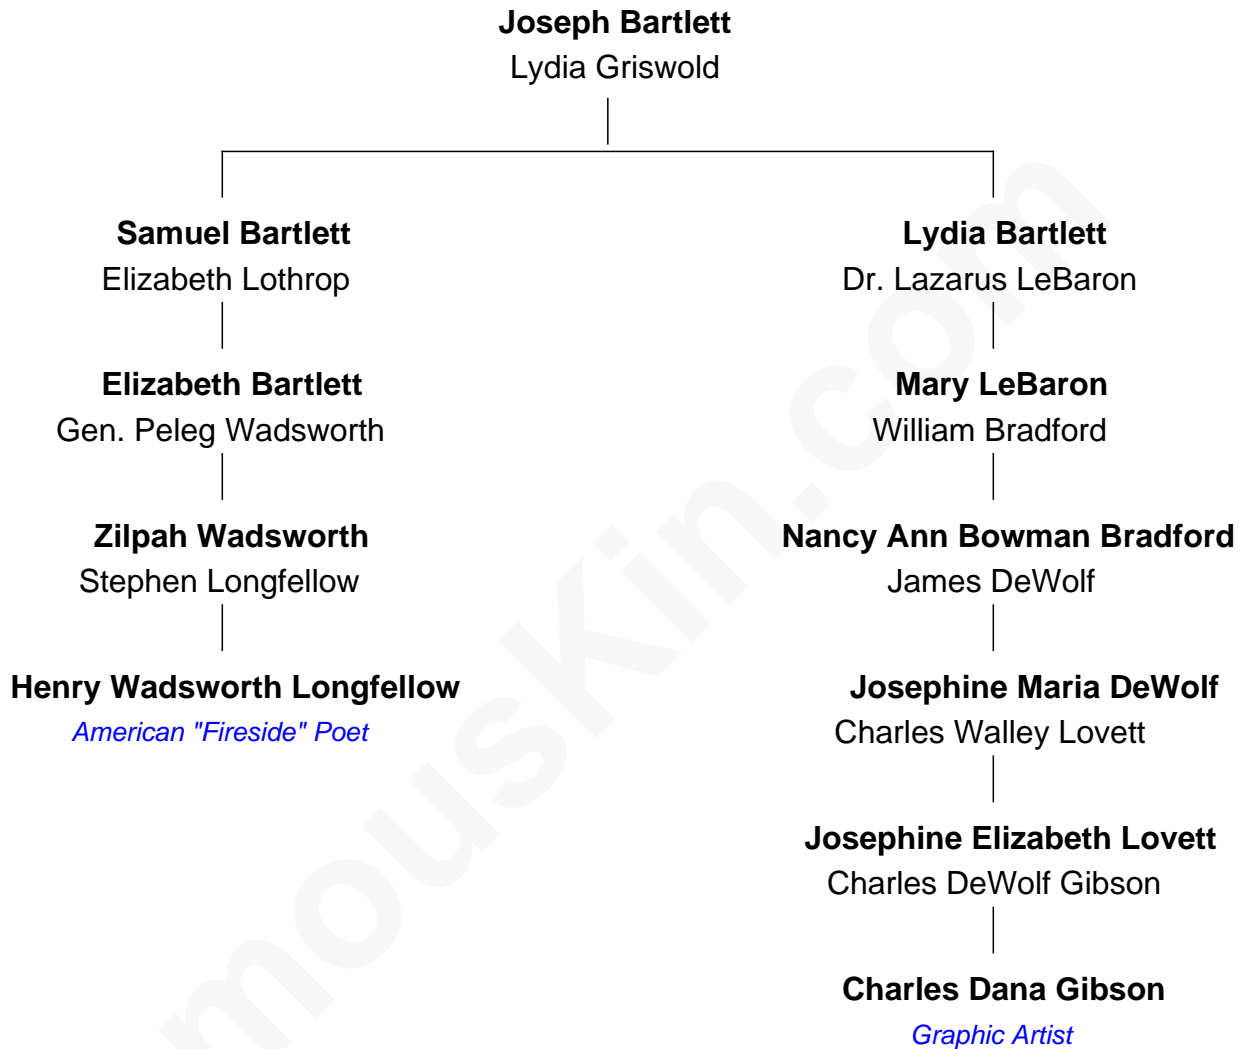 Joseph Bartlett
Lydia Griswold
Samuel Bartlett
Elizabeth Lothrop
Elizabeth Bartlett
Gen. Peleg Wadsworth
Zilpah Wadsworth
Stephen Longfellow
Henry Wadsworth Longfellow
American "Fireside" Poet
Lydia Bartlett
Dr. Lazarus LeBaron
Mary LeBaron
William Bradford
Nancy Ann Bowman Bradford
James DeWolf
Josephine Maria DeWolf
Charles Walley Lovett
Josephine Elizabeth Lovett
Charles DeWolf Gibson
Charles Dana Gibson
Graphic Artist
mousKin.com